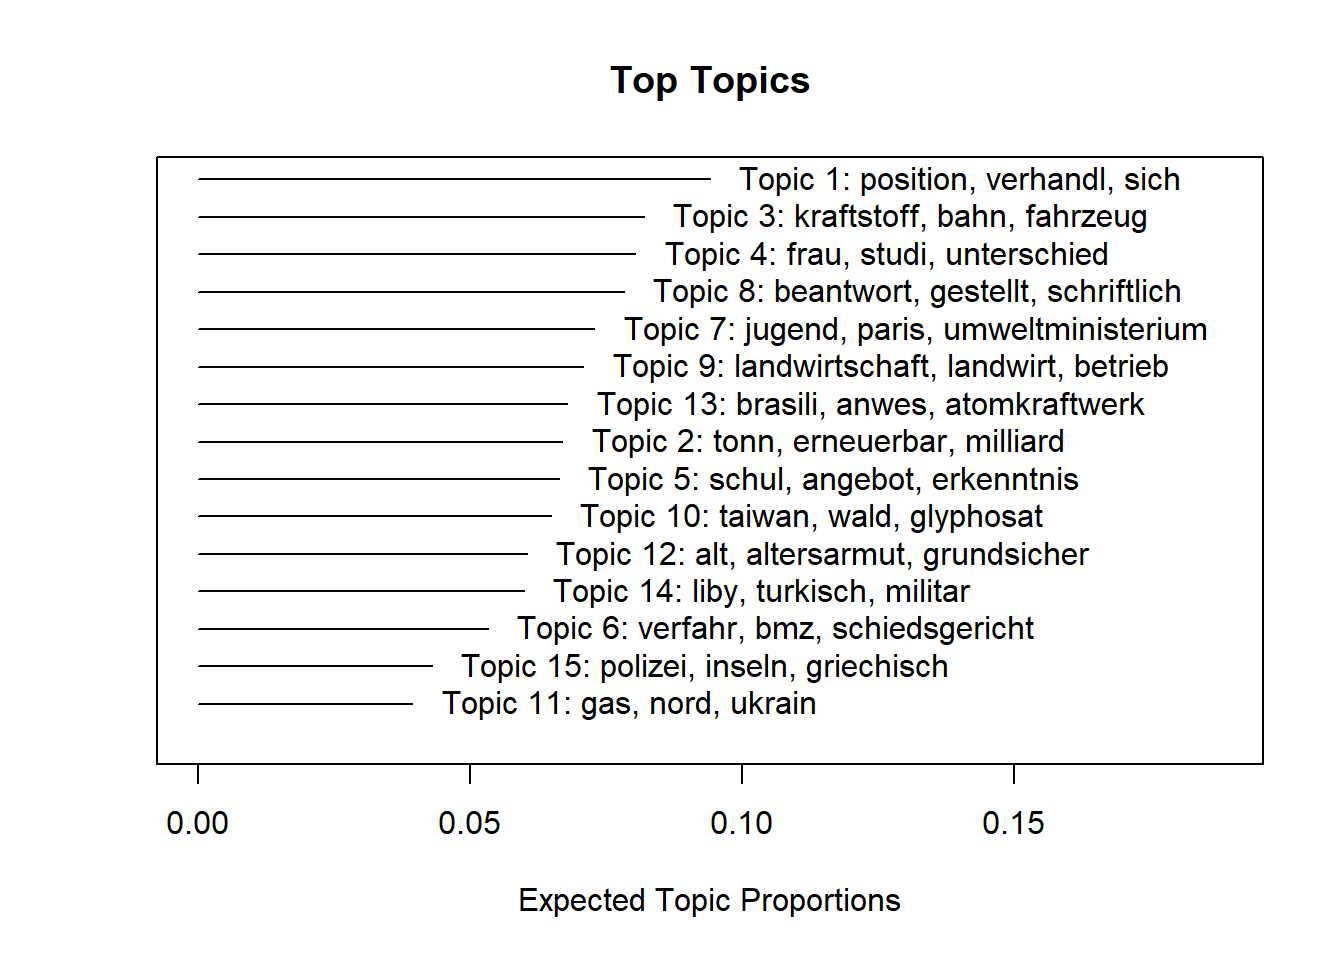 Top Topics
Topic 1: position, verhandl, sich
Topic 3: kraftstoff, bahn, fahrzeug
Topic 4: frau, studi, unterschied
Topic 8: beantwort, gestellt, schriftlich
Topic 7: jugend, paris, umweltministerium
Topic 9: landwirtschaft, landwirt, betrieb
Topic 13: brasili, anwes, atomkraftwerk
Topic 2: tonn, erneuerbar, milliard
Topic 5: schul, angebot, erkenntnis
Topic 10: taiwan, wald, glyphosat
Topic 12: alt, altersarmut, grundsicher
Topic 14: liby, turkisch, militar
Topic 6: verfahr, bmz, schiedsgericht
Topic 15: polizei, inseln, griechisch
Topic 11: gas, nord, ukrain
0.00 0.05 0.10 0.15
Expected Topic Proportions